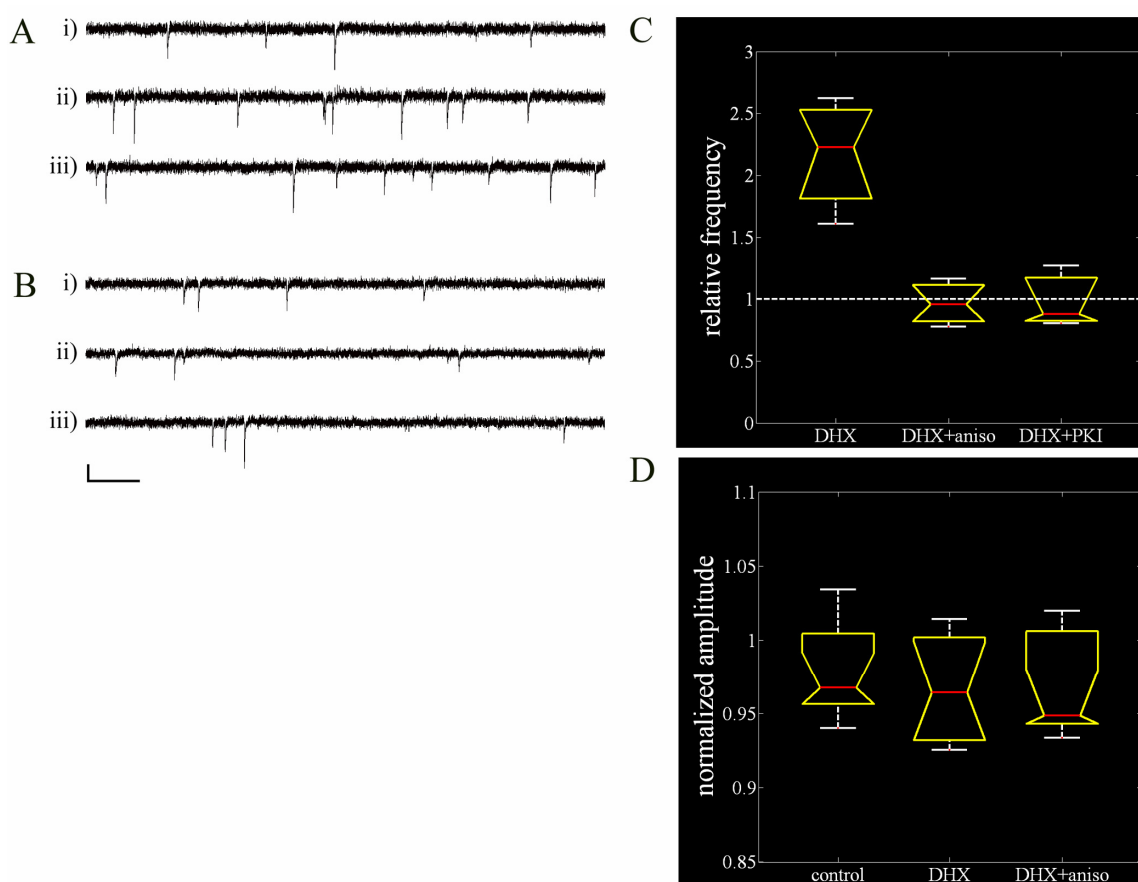 A
i)
ii)
iii)
B
i)
ii)
iii)
C
relative frequency
3
2.5
2
1.5
1
0.5
0
DHX DHX+aniso DHX+PKI
D
normalized amplitude
1.1
1.05
1
0.95
0.9
0.85
control DHX DHX+aniso